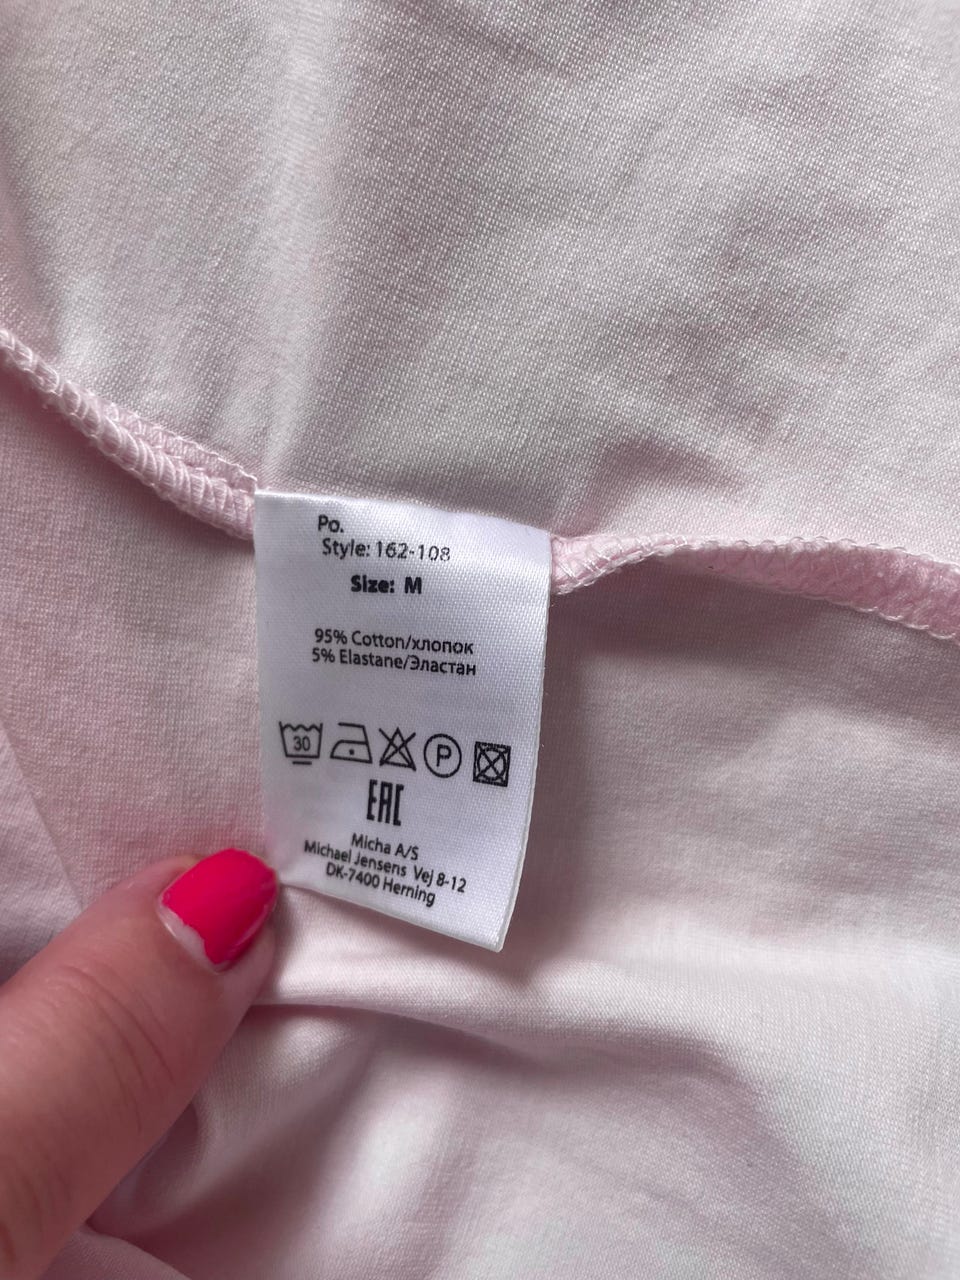 Po.
Style: 162-108
Size: M
95% Cotton/хлопок
5% Elastane/Эластан
30 P
EAC
Micha A/S
Michael Jensens Vej 8-12
DK-7400 Herning